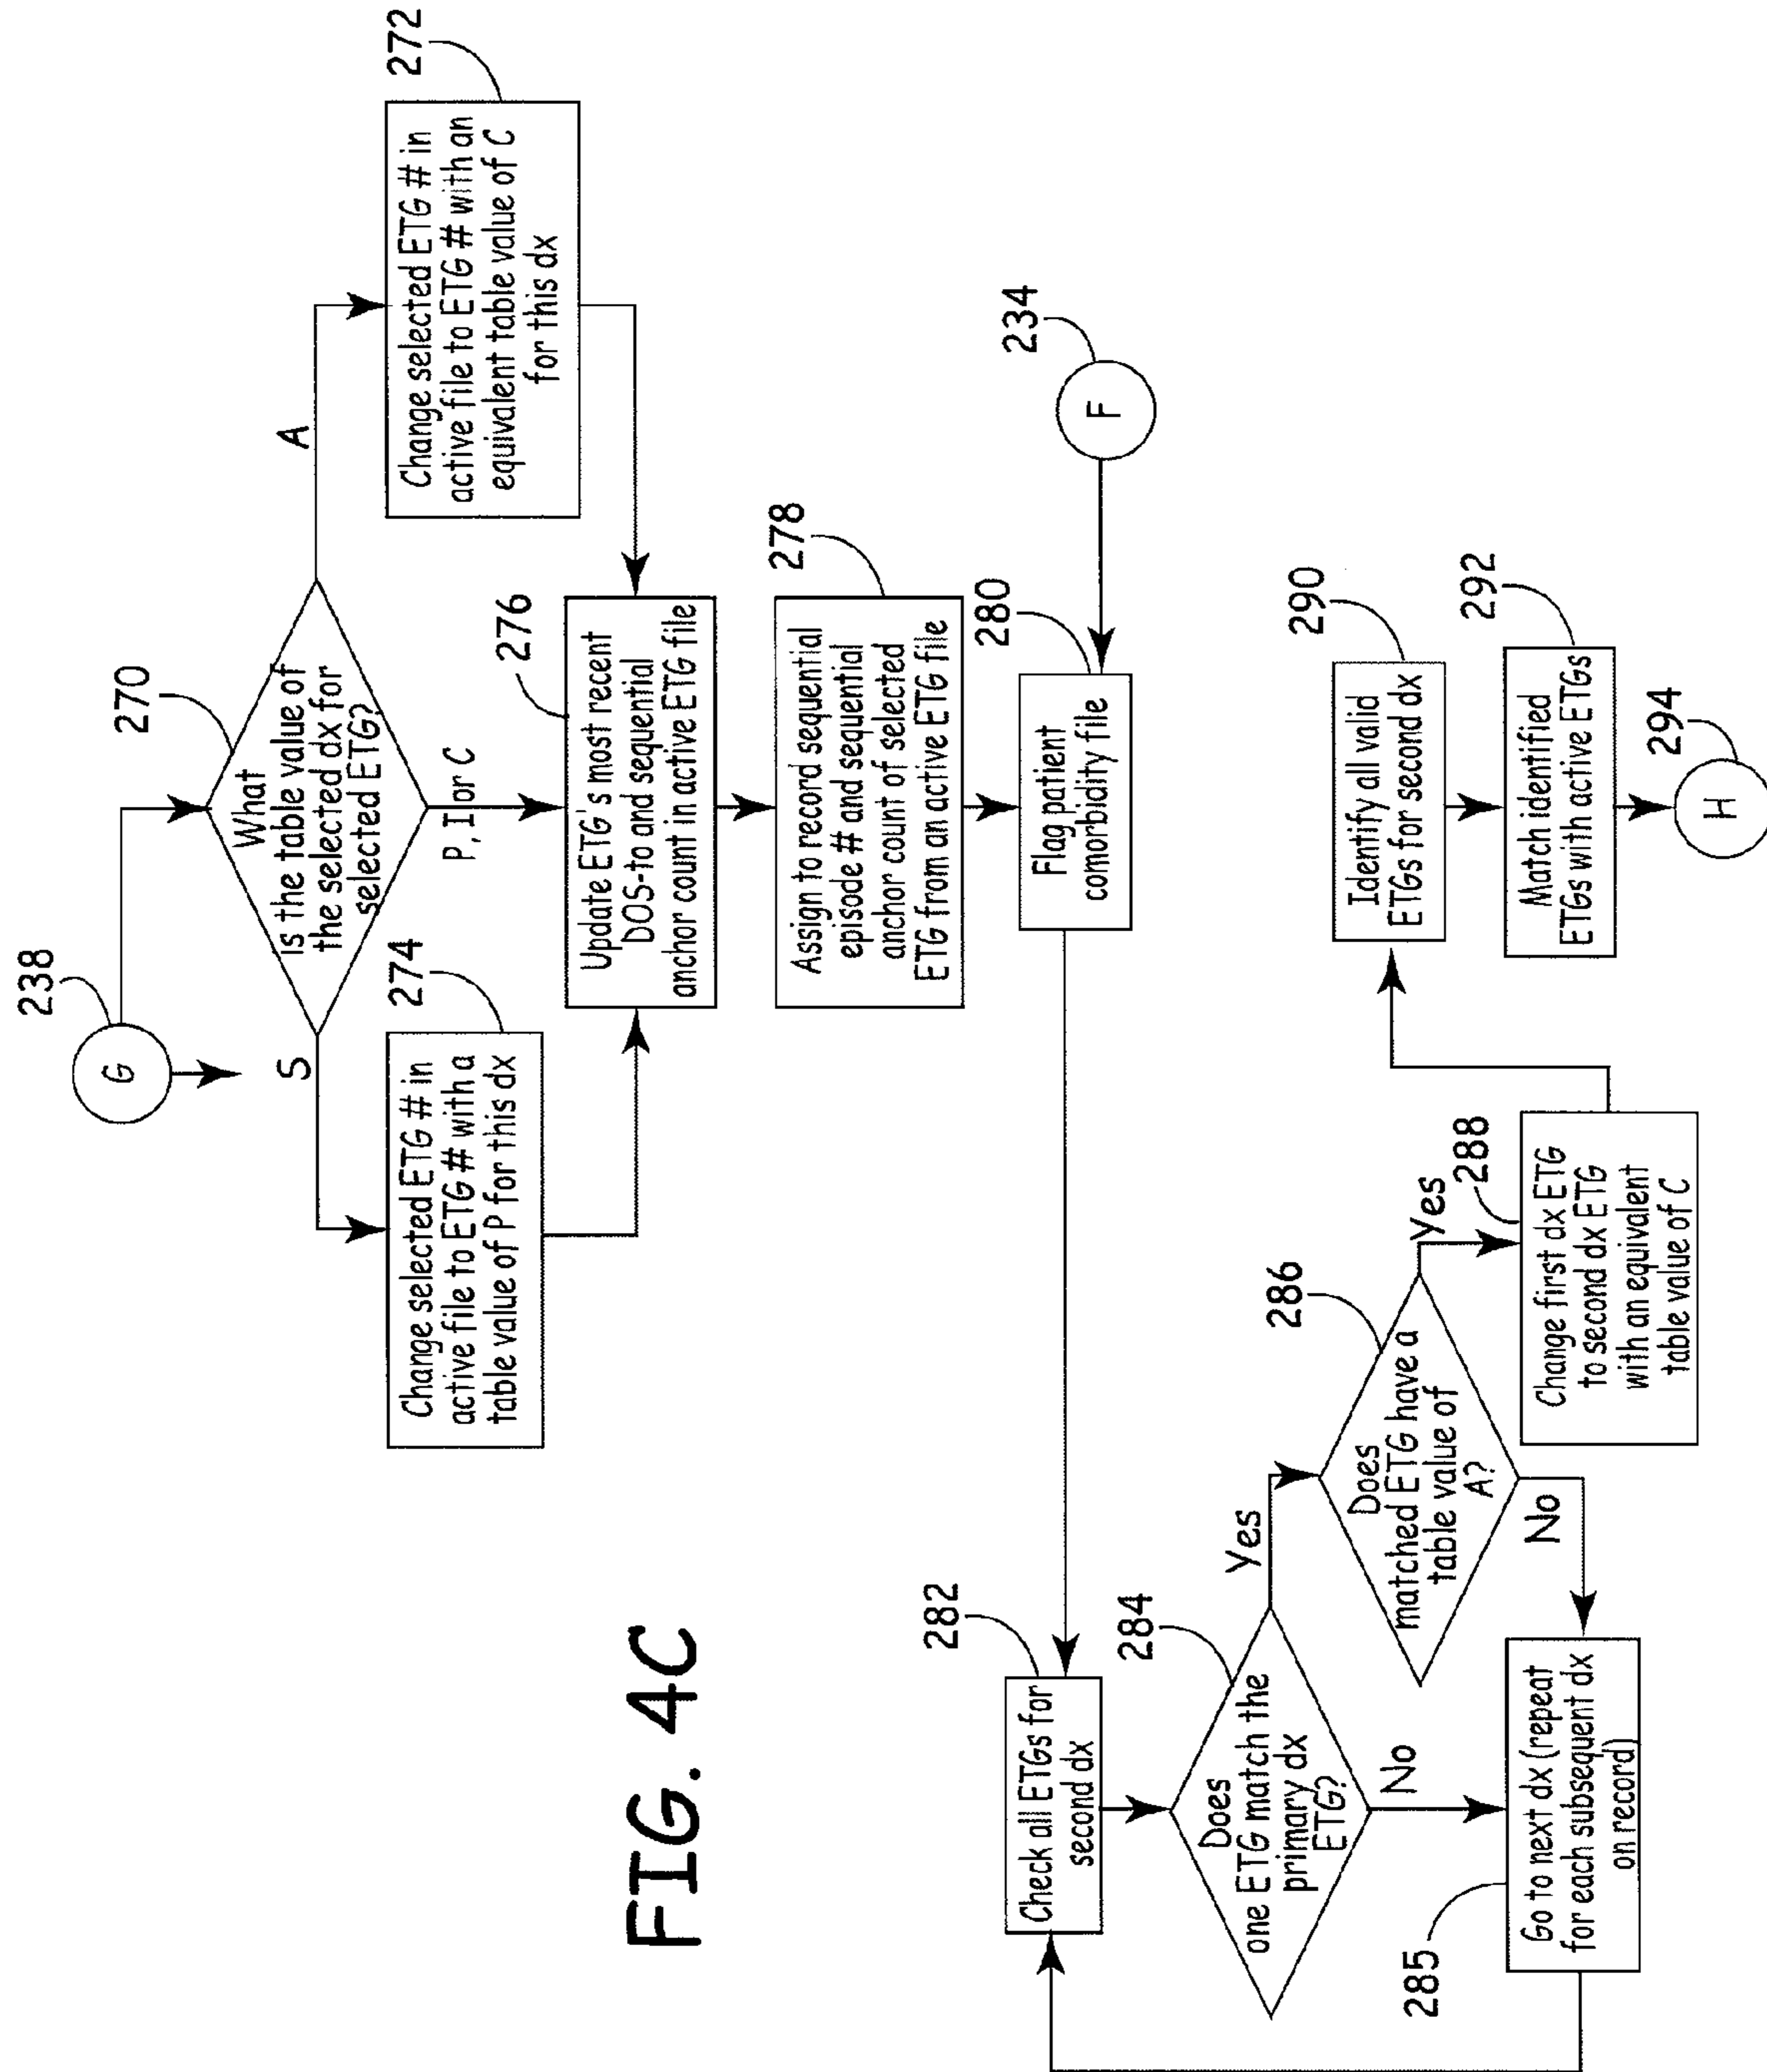 238
G
270
What
is the table value of
the selected dx for
selected ETG?
S
A
P, I or C
272
Change selected ETG # in
active file to ETG # with an
equivalent table value of C
for this dx
274
Change selected ETG # in
active file to ETG # with a
table value of P for this dx
276
Update ETG's most recent
DOS-to and sequential
anchor count in active ETG file
278
Assign to record sequential
episode # and sequential
anchor count of selected
ETG from an active ETG file
234
F
280
Flag patient
comorbidity file
FIG. 4C
282
Check all ETGs for
second dx
284
Does
one ETG match the
primary dx
ETG?
Yes
No
285
Go to next dx (repeat
for each subsequent dx
on record)
286
Does
matched ETG have a
table value of
A?
Yes
No
288
Change first dx ETG
to second dx ETG
with an equivalent
table value of C
290
Identify all valid
ETGs for second dx
292
Match identified
ETGs with active ETGs
294
H